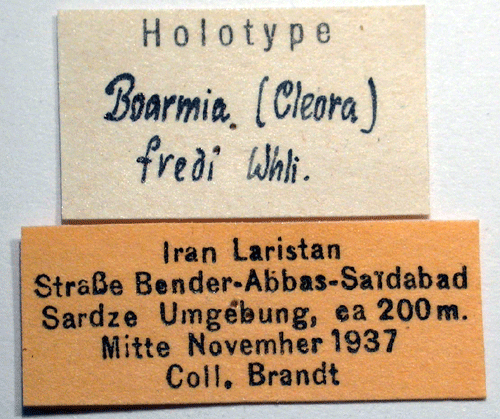 Holotype
Boarmia. (Cleora)
fredi Whli.
Iran Laristan
Straße Bender-Abbas-Saïdabad
Sardze Umgebung, ea 200 m.
Mitte Novemher 1937
Coll. Brandt